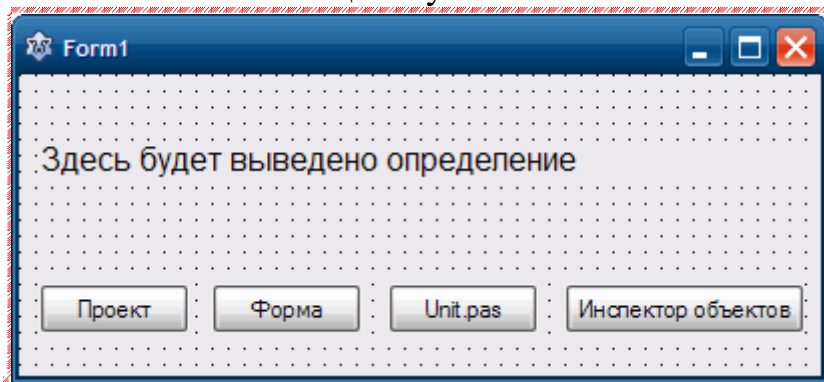 Form1
Здесь будет выведено определение
Проект Форма Unit.pas Инспектор объектов